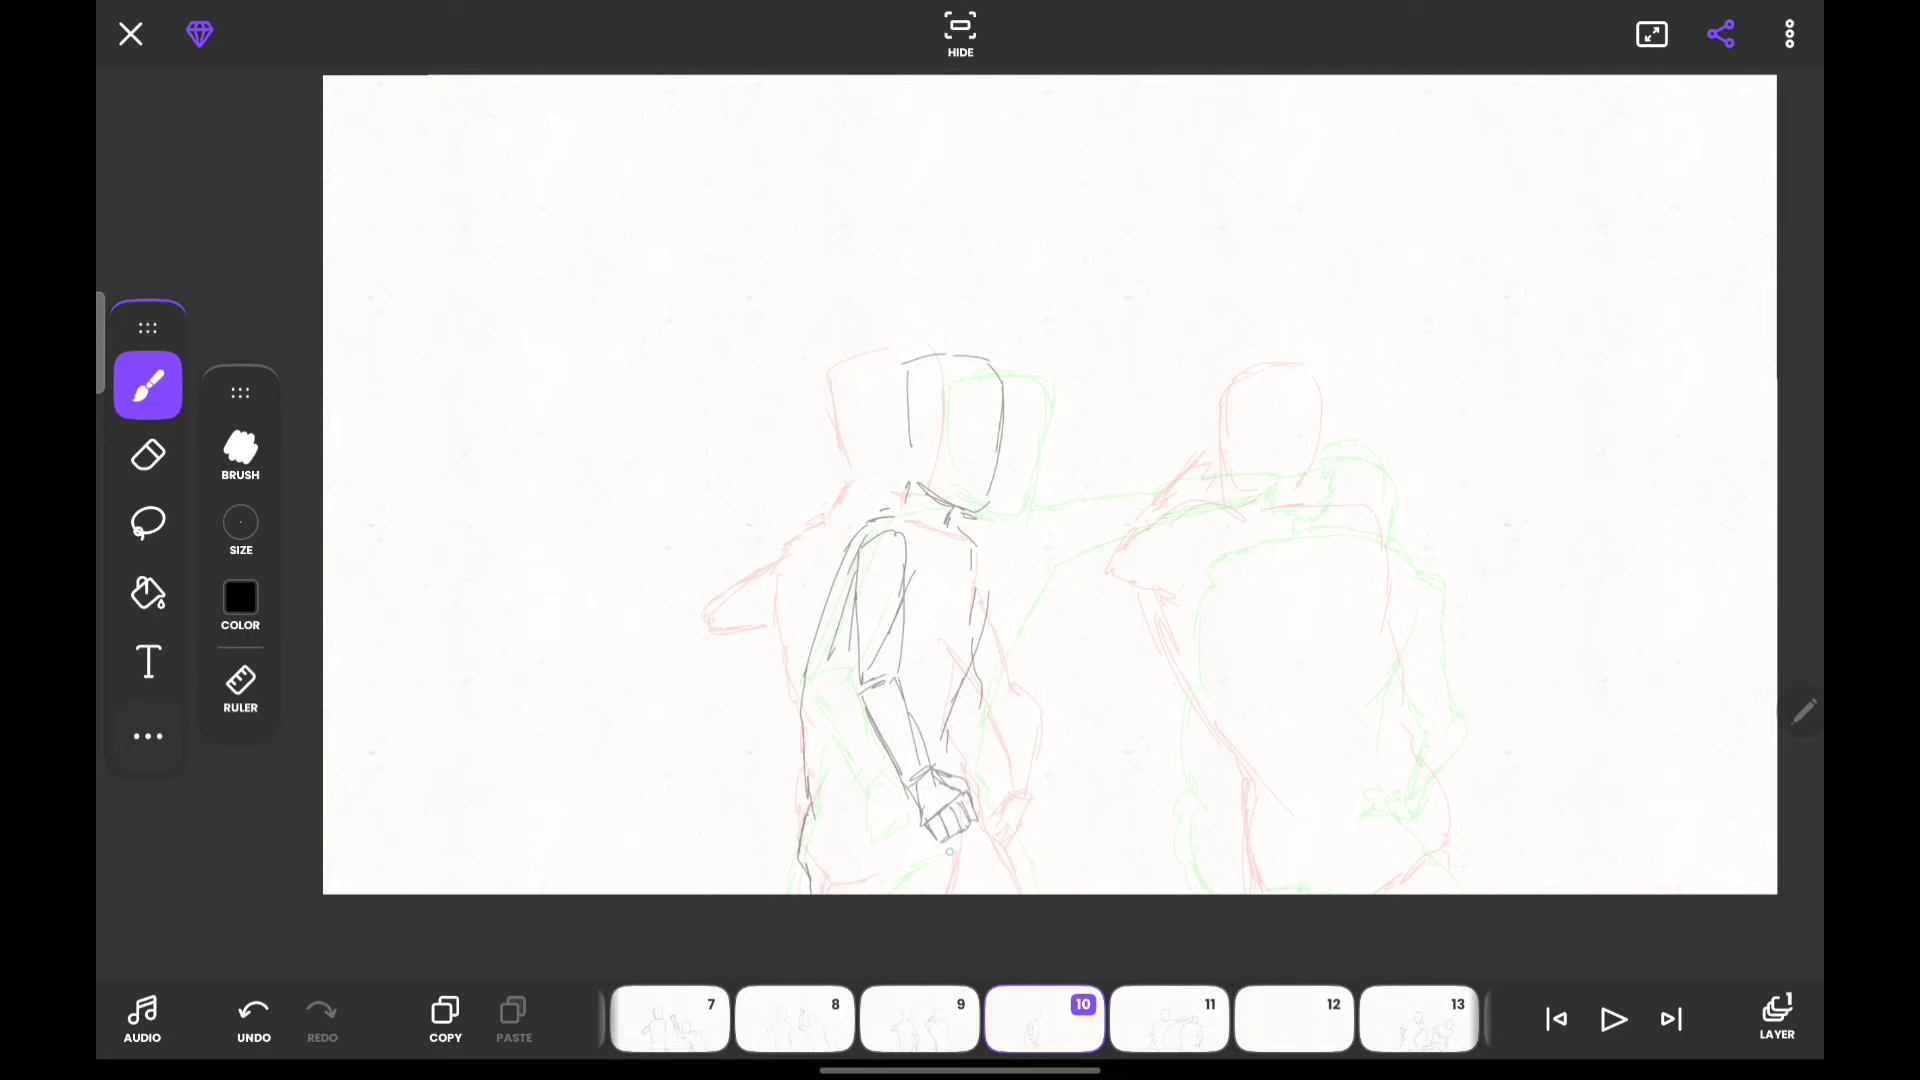 HIDE
BRUSH
SIZE
COLOR
RULER
T
AUDIO
UNDO
REDO
COPY
PASTE
7
8
9
10
11
12
13
1
LAYER